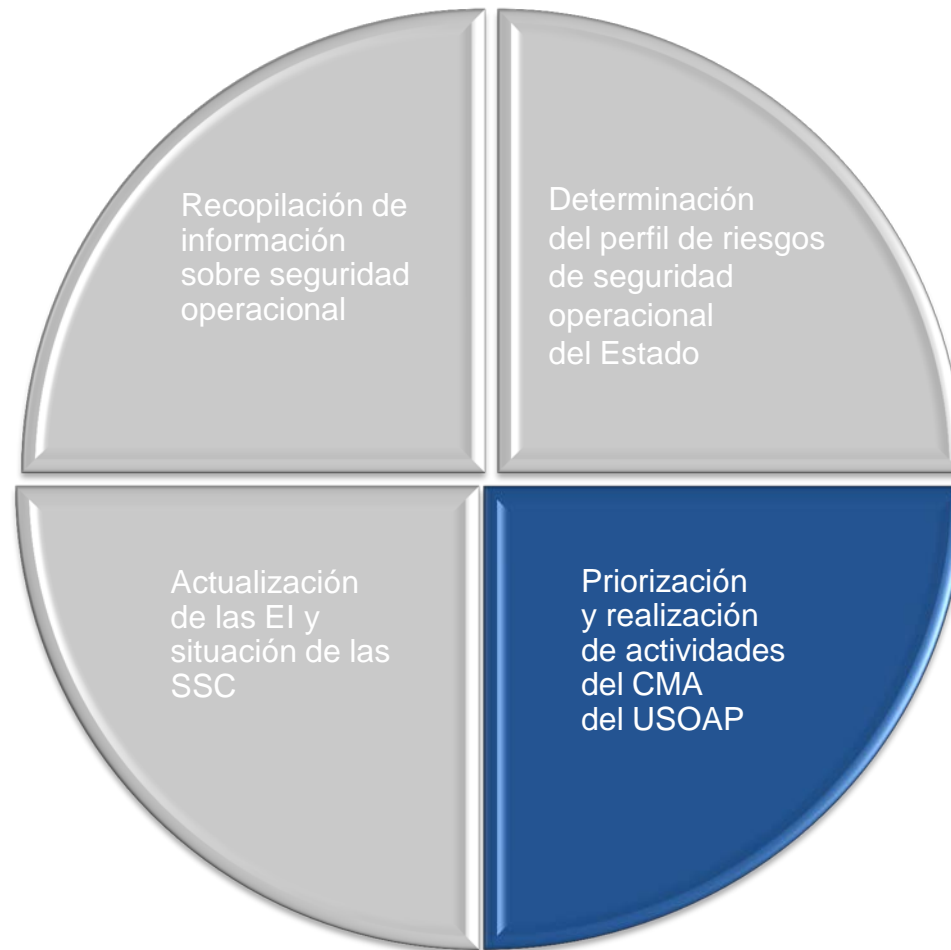 Recopilación de
información
sobre seguridad
operacional
Determinación
del perfil de riesgos
de seguridad
operacional
del Estado
Actualización
de las EI y
situación de las
SSC
Priorización
y realización
de actividades
del CMA
del USOAP